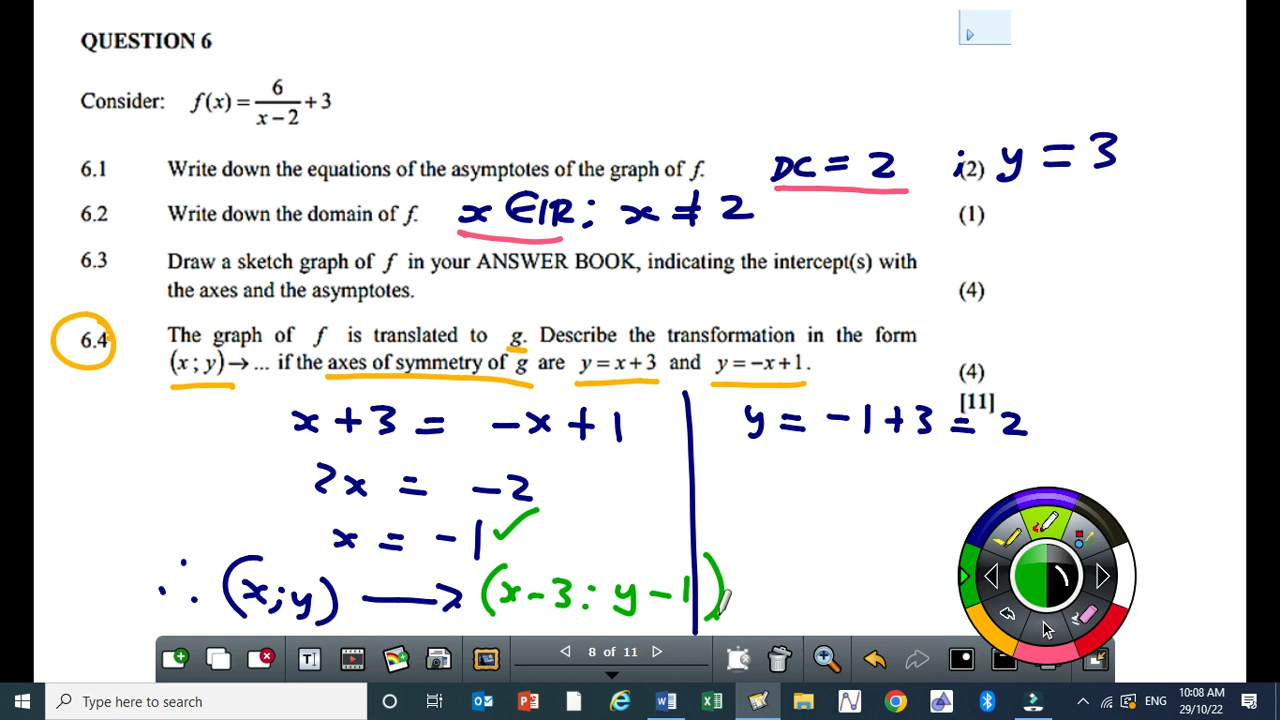 QUESTION 6
Consider: f(x) = 6/(x − 2) + 3
6.1 Write down the equations of the asymptotes of the graph of f. x = 2 ; (2) y = 3
6.2 Write down the domain of f. x ∈ IR ; x ≠ 2 (1)
6.3 Draw a sketch graph of f in your ANSWER BOOK, indicating the intercept(s) with
the axes and the asymptotes. (4)
6.4 The graph of f is translated to g. Describe the transformation in the form
(x ; y) → ... if the axes of symmetry of g are y = x + 3 and y = −x + 1. (4)
[11]
x + 3 = −x + 1 y = −1 + 3 = 2
2x = −2
x = −1 ✓
∴ (x; y) → (x − 3 : y − 1)
8 of 11
Type here to search
ENG
10:08 AM
29/10/22